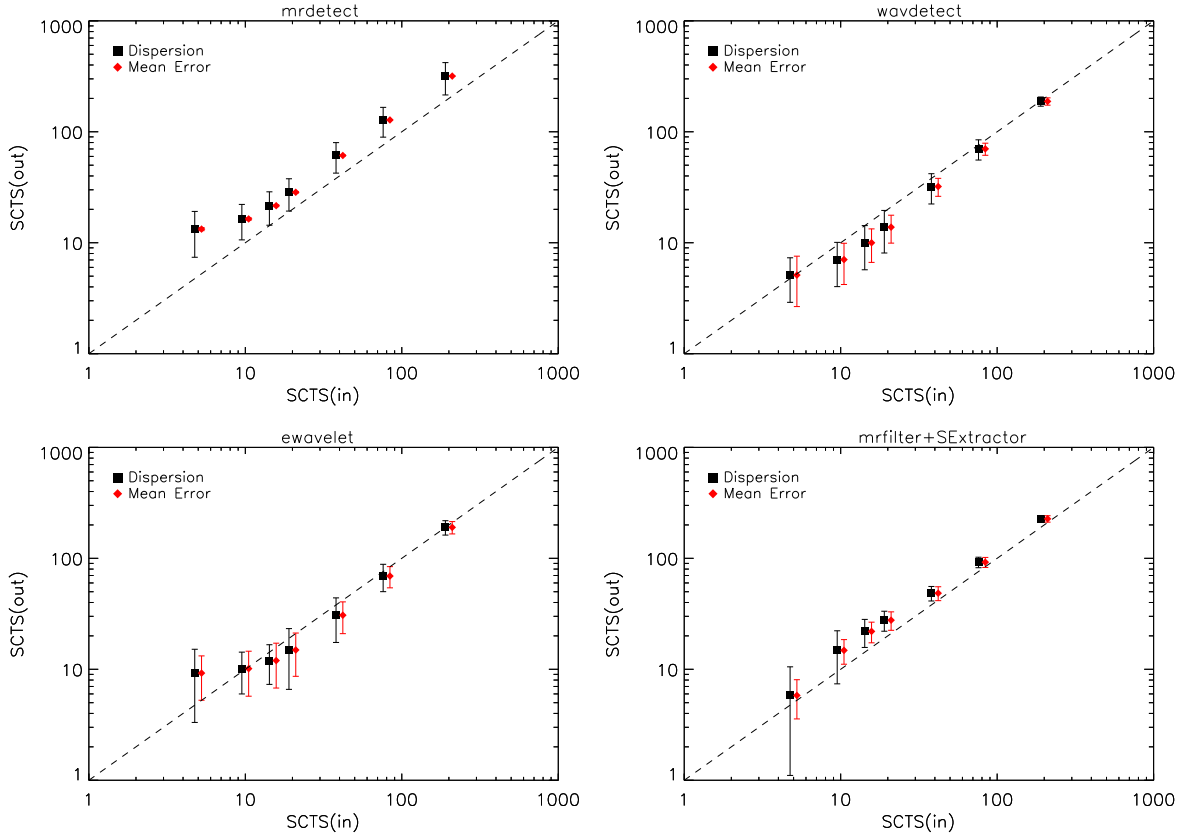 mrdetect
1000
100
10
1
SCTS(out)
Dispersion
Mean Error
1
10
100
1000
SCTS(in)
wavdetect
1000
100
10
1
SCTS(out)
Dispersion
Mean Error
1
10
100
1000
SCTS(in)
ewavelet
1000
100
10
1
SCTS(out)
Dispersion
Mean Error
1
10
100
1000
SCTS(in)
mrfilter+SExtractor
1000
100
10
1
SCTS(out)
Dispersion
Mean Error
1
10
100
1000
SCTS(in)